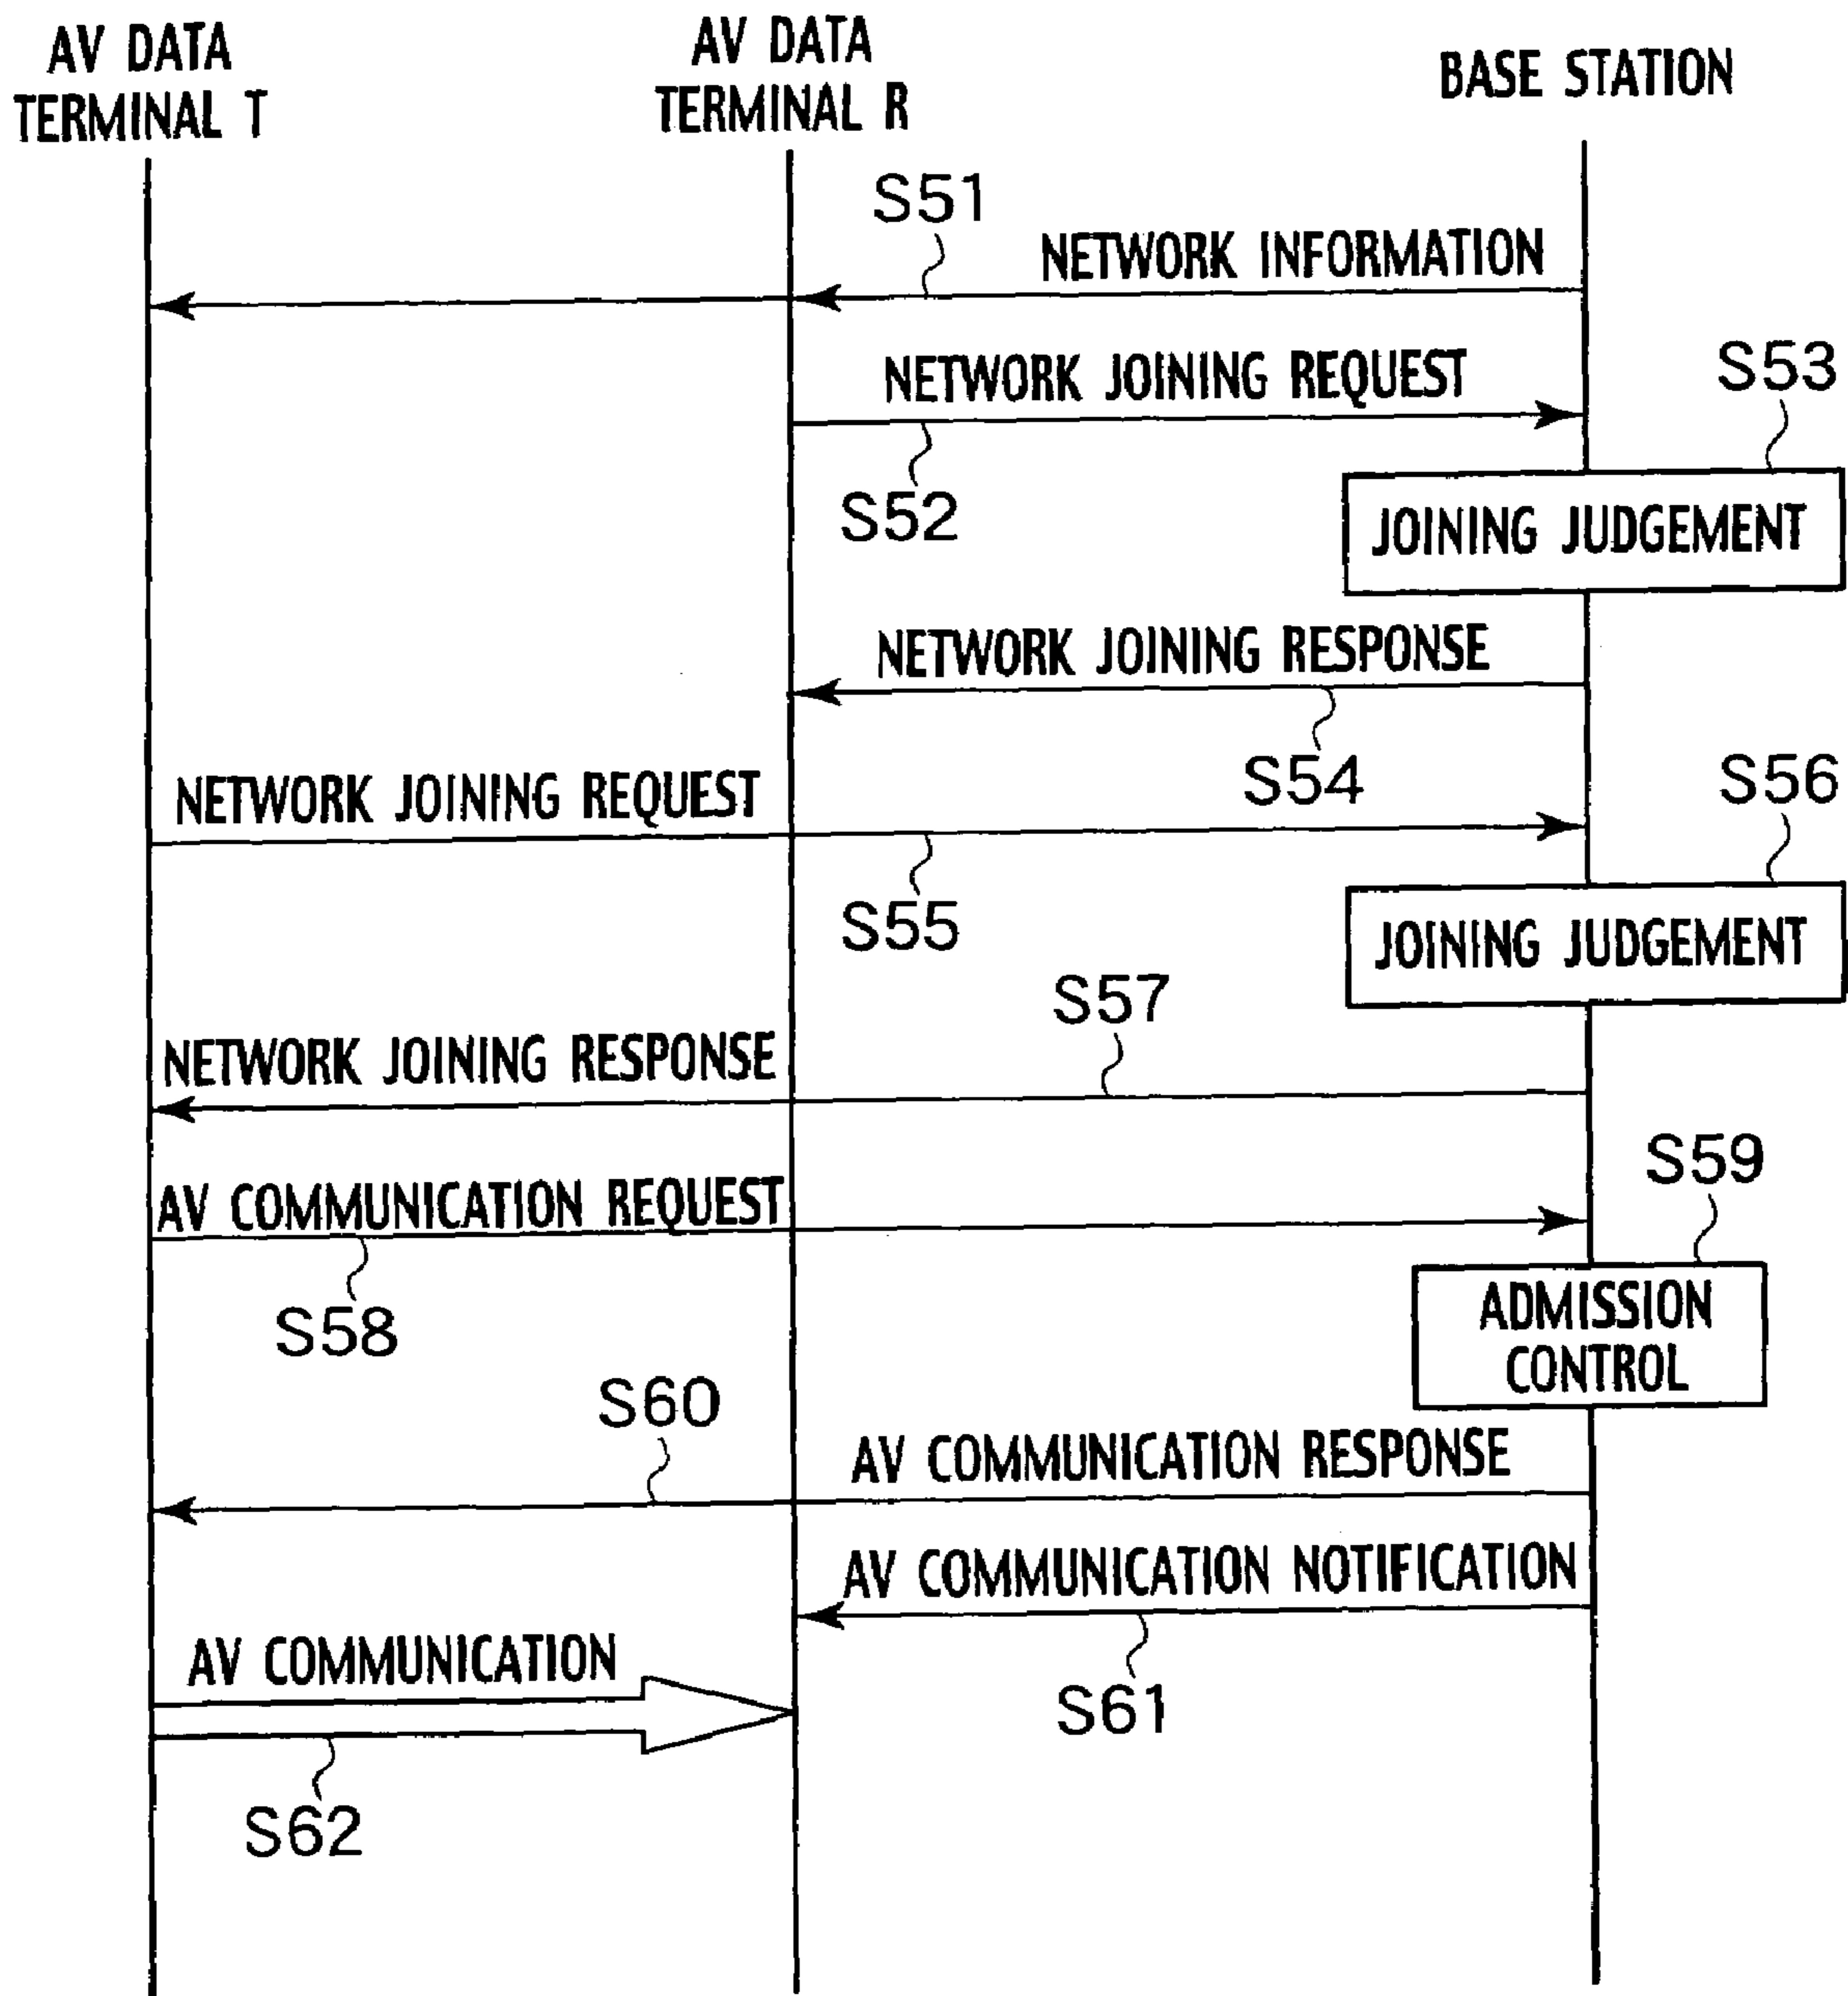 AV DATA
TERMINAL T
AV DATA
TERMINAL R
BASE STATION
S51
NETWORK INFORMATION
NETWORK JOINING REQUEST
S53
S52
JOINING JUDGEMENT
NETWORK JOINING RESPONSE
S54
S56
NETWORK JOINING REQUEST
S55
JOINING JUDGEMENT
S57
NETWORK JOINING RESPONSE
S59
AV COMMUNICATION REQUEST
S58
ADMISSION
CONTROL
S60
AV COMMUNICATION RESPONSE
AV COMMUNICATION NOTIFICATION
AV COMMUNICATION
S61
S62